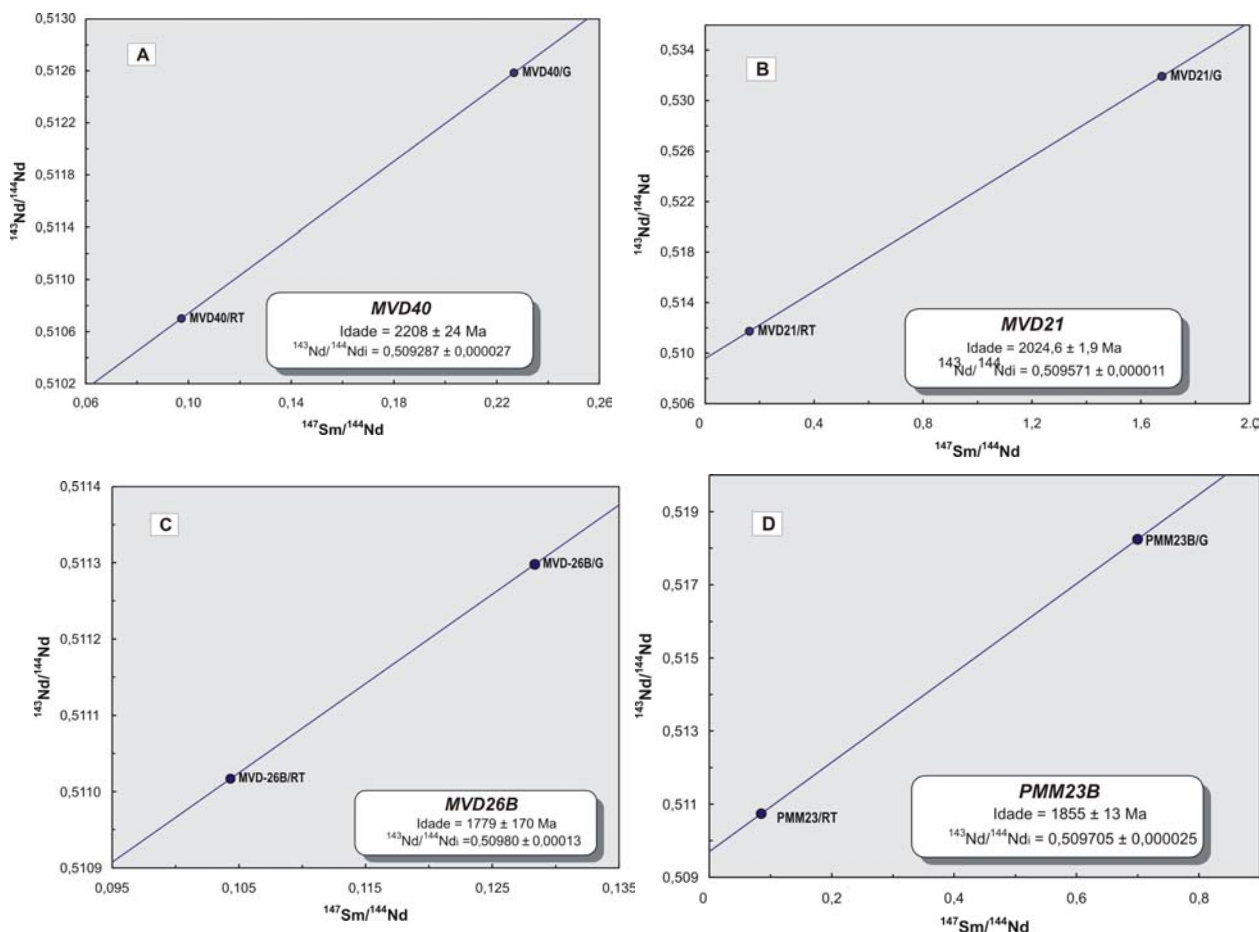 A
0,5130
0,5126
0,5122
0,5118
0,5114
0,5110
0,5106
0,5102
¹⁴³Nd/¹⁴⁴Nd
MVD40/G
MVD40/RT
MVD40
Idade = 2208 ± 24 Ma
¹⁴³Nd/¹⁴⁴Ndi = 0,509287 ± 0,000027
0,06 0,10 0,14 0,18 0,22 0,26
¹⁴⁷Sm/¹⁴⁴Nd
B
0,534
0,530
0,526
0,522
0,518
0,514
0,510
0,506
¹⁴³Nd/¹⁴⁴Nd
MVD21/G
MVD21/RT
MVD21
Idade = 2024,6 ± 1,9 Ma
¹⁴³Nd/¹⁴⁴Ndi = 0,509571 ± 0,000011
0 0,4 0,8 1,2 1,6 2.0
¹⁴⁷Sm/¹⁴⁴Nd
C
0,5114
0,5113
0,5112
0,5111
0,5110
0,5109
¹⁴³Nd/¹⁴⁴Nd
MVD-26B/G
MVD-26B/RT
MVD26B
Idade = 1779 ± 170 Ma
¹⁴³Nd/¹⁴⁴Ndi =0,50980 ± 0,00013
0,095 0,105 0,115 0,125 0,135
¹⁴⁷Sm/¹⁴⁴Nd
D
0,519
0,517
0,515
0,513
0,511
0,509
¹⁴³Nd/¹⁴⁴Nd
PMM23B/G
PMM23/RT
PMM23B
Idade = 1855 ± 13 Ma
¹⁴³Nd/¹⁴⁴Ndi = 0,509705 ± 0,000025
0 0,2 0,4 0,6 0,8
¹⁴⁷Sm/¹⁴⁴Nd